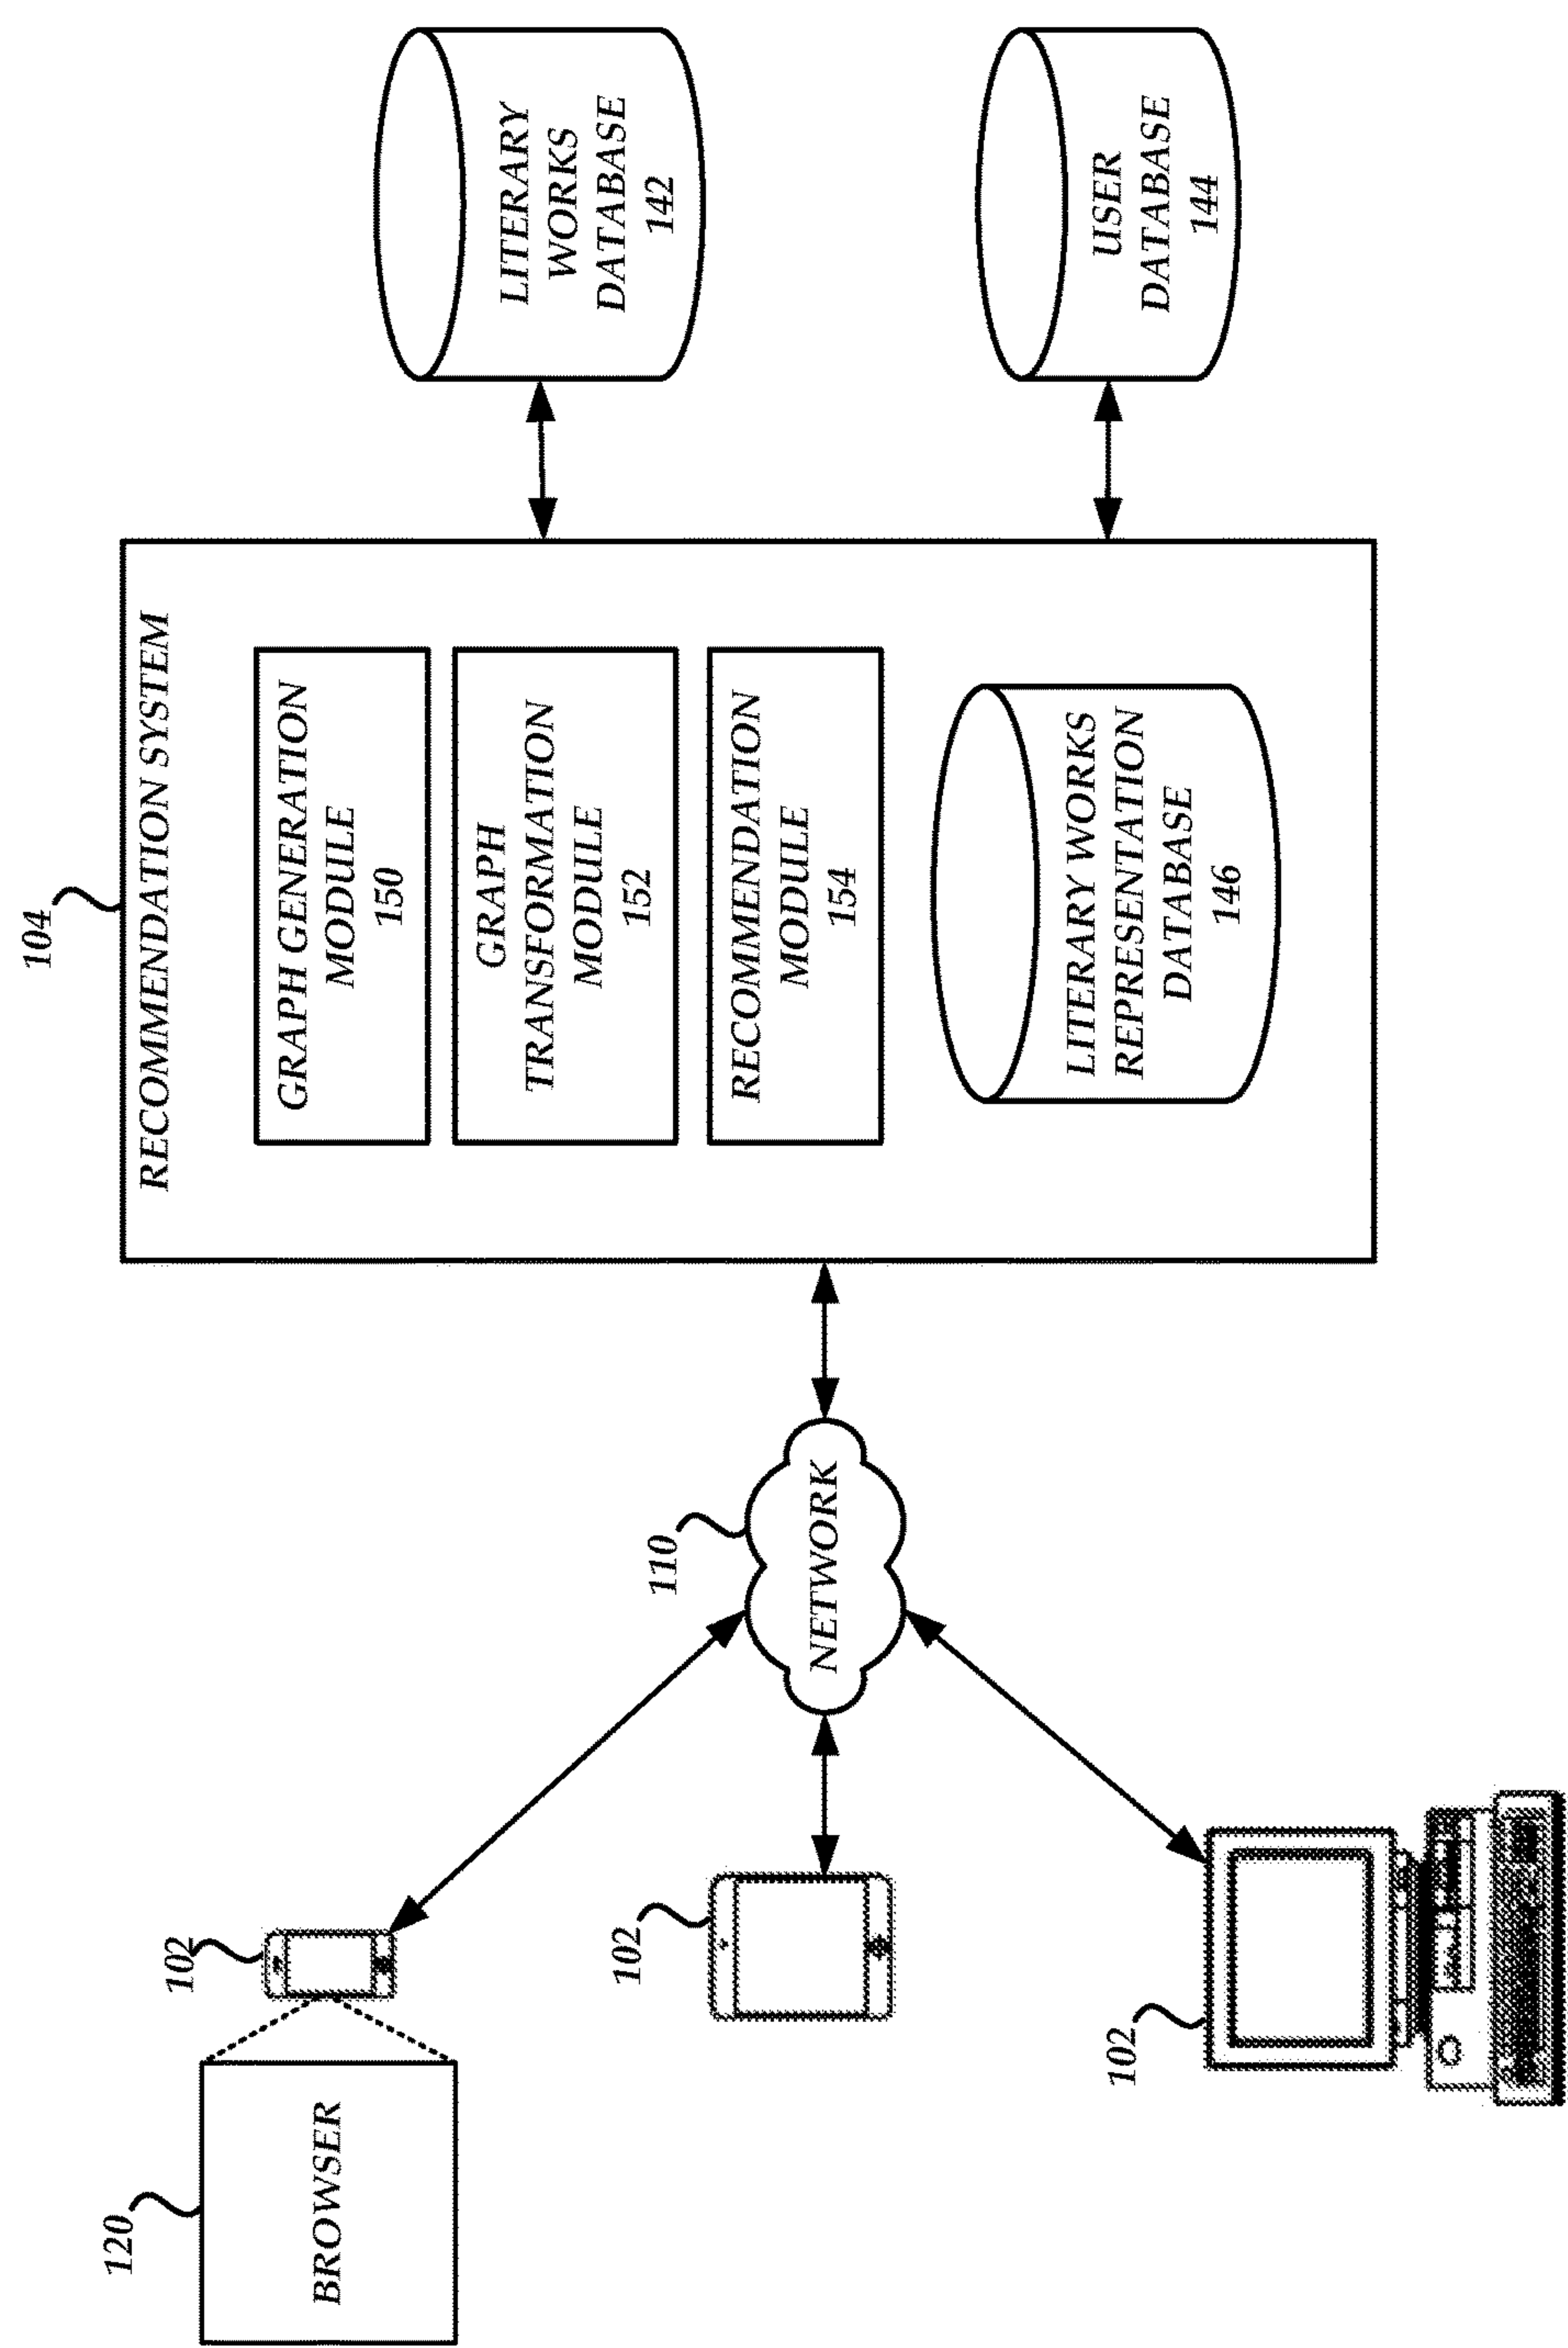 104
RECOMMENDATION SYSTEM
GRAPH GENERATION
MODULE
150
GRAPH
TRANSFORMATION
MODULE
152
RECOMMENDATION
MODULE
154
LITERARY WORKS
REPRESENTATION
DATABASE
146
LITERARY
WORKS
DATABASE
142
USER
DATABASE
144
110
NETWORK
120
BROWSER
102
102
102